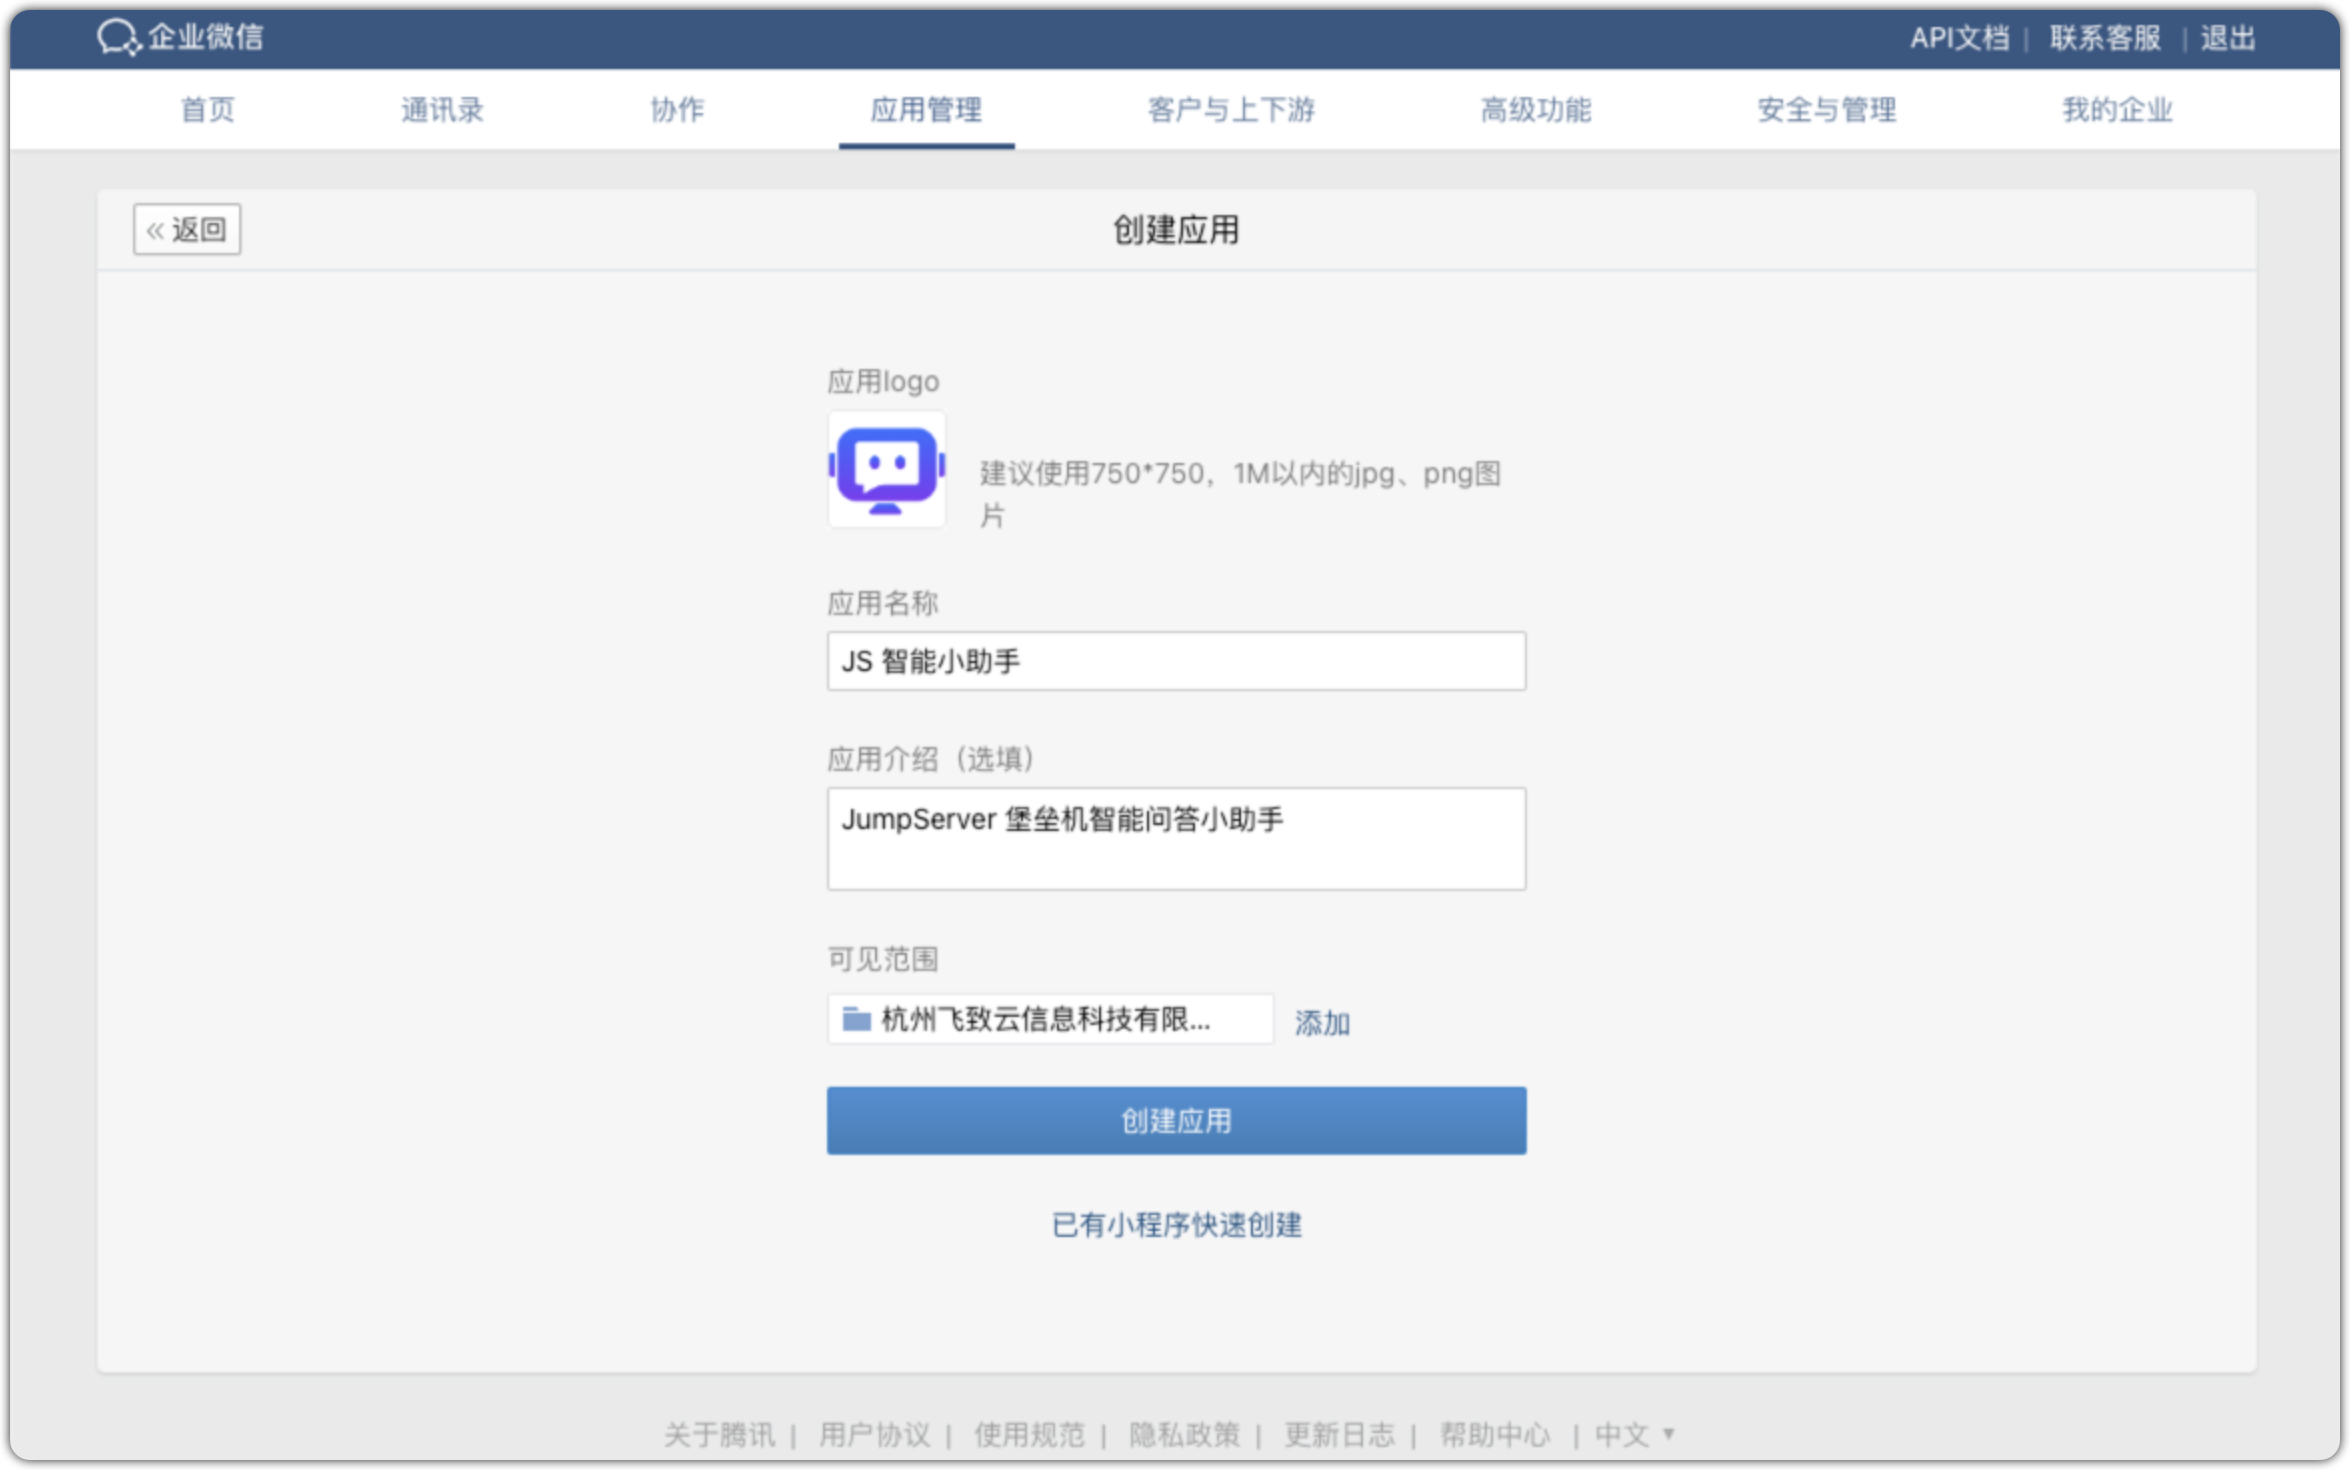 企业微信
API文档 | 联系客服 | 退出
首页 通讯录 协作 应用管理 客户与上下游 高级功能 安全与管理 我的企业
« 返回
创建应用
应用logo
建议使用750*750，1M以内的jpg、png图
片
应用名称
JS 智能小助手
应用介绍（选填）
JumpServer 堡垒机智能问答小助手
可见范围
杭州飞致云信息科技有限...
添加
创建应用
已有小程序快速创建
关于腾讯 | 用户协议 | 使用规范 | 隐私政策 | 更新日志 | 帮助中心 | 中文 ▼